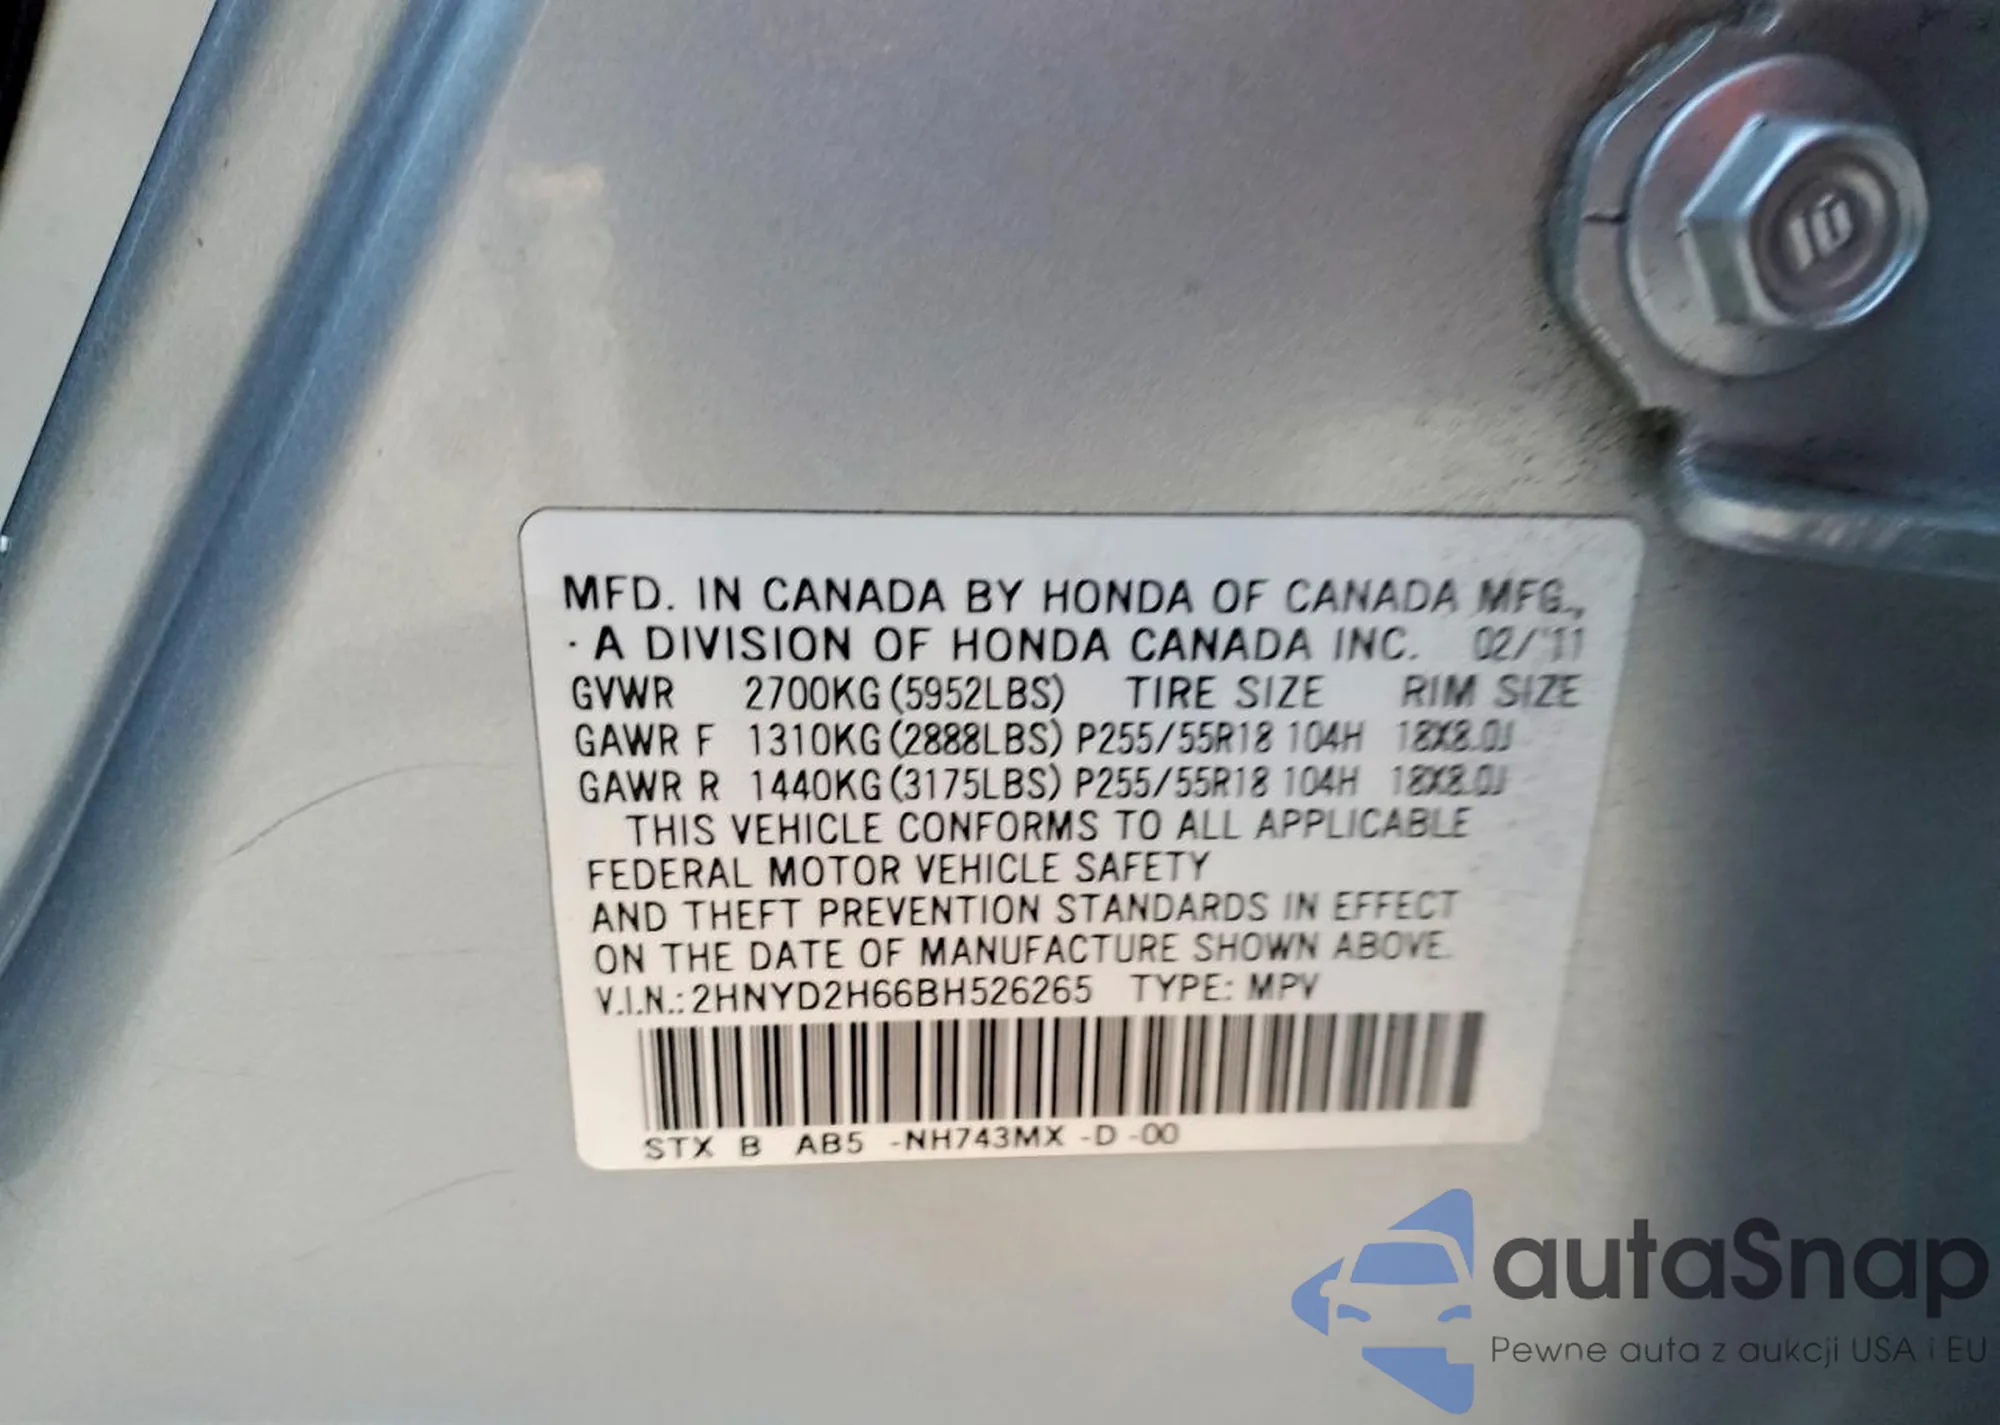 10
MFD. IN CANADA BY HONDA OF CANADA MFG.,
· A DIVISION OF HONDA CANADA INC. 02/'11
GVWR 2700KG (5952LBS) TIRE SIZE RIM SIZE
GAWR F 1310KG (2888LBS) P255/55R18 104H 18X8.0J
GAWR R 1440KG (3175LBS) P255/55R18 104H 18X8.0J
THIS VEHICLE CONFORMS TO ALL APPLICABLE
FEDERAL MOTOR VEHICLE SAFETY
AND THEFT PREVENTION STANDARDS IN EFFECT
ON THE DATE OF MANUFACTURE SHOWN ABOVE.
V.I.N.: 2HNYD2H66BH526265 TYPE: MPV
STX B AB5 -NH743MX -D -00
autaSnap
Pewne auta z aukcji USA i EU